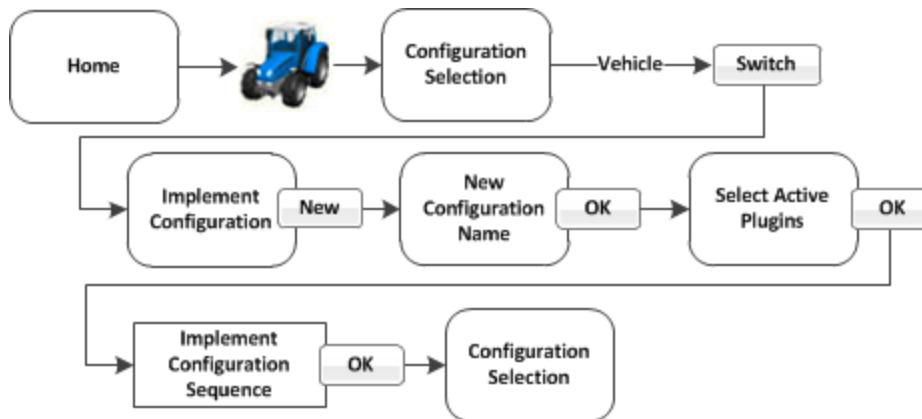 Home
Configuration
Selection
Vehicle
Switch
Implement
Configuration
New
New
Configuration
Name
OK
Select Active
Plugins
OK
Implement
Configuration
Sequence
OK
Configuration
Selection